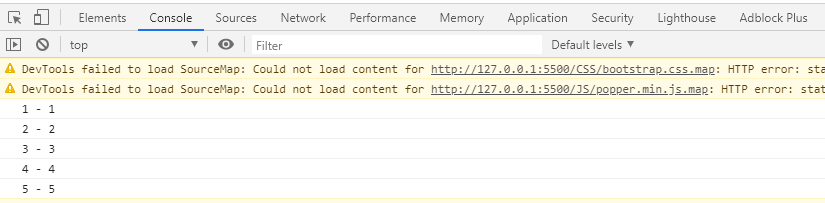 Elements Console Sources Network Performance Memory Application Security Lighthouse Adblock Plus
top ▼ Filter Default levels ▼
DevTools failed to load SourceMap: Could not load content for http://127.0.0.1:5500/CSS/bootstrap.css.map: HTTP error: sta
DevTools failed to load SourceMap: Could not load content for http://127.0.0.1:5500/JS/popper.min.js.map: HTTP error: stat
1 - 1
2 - 2
3 - 3
4 - 4
5 - 5